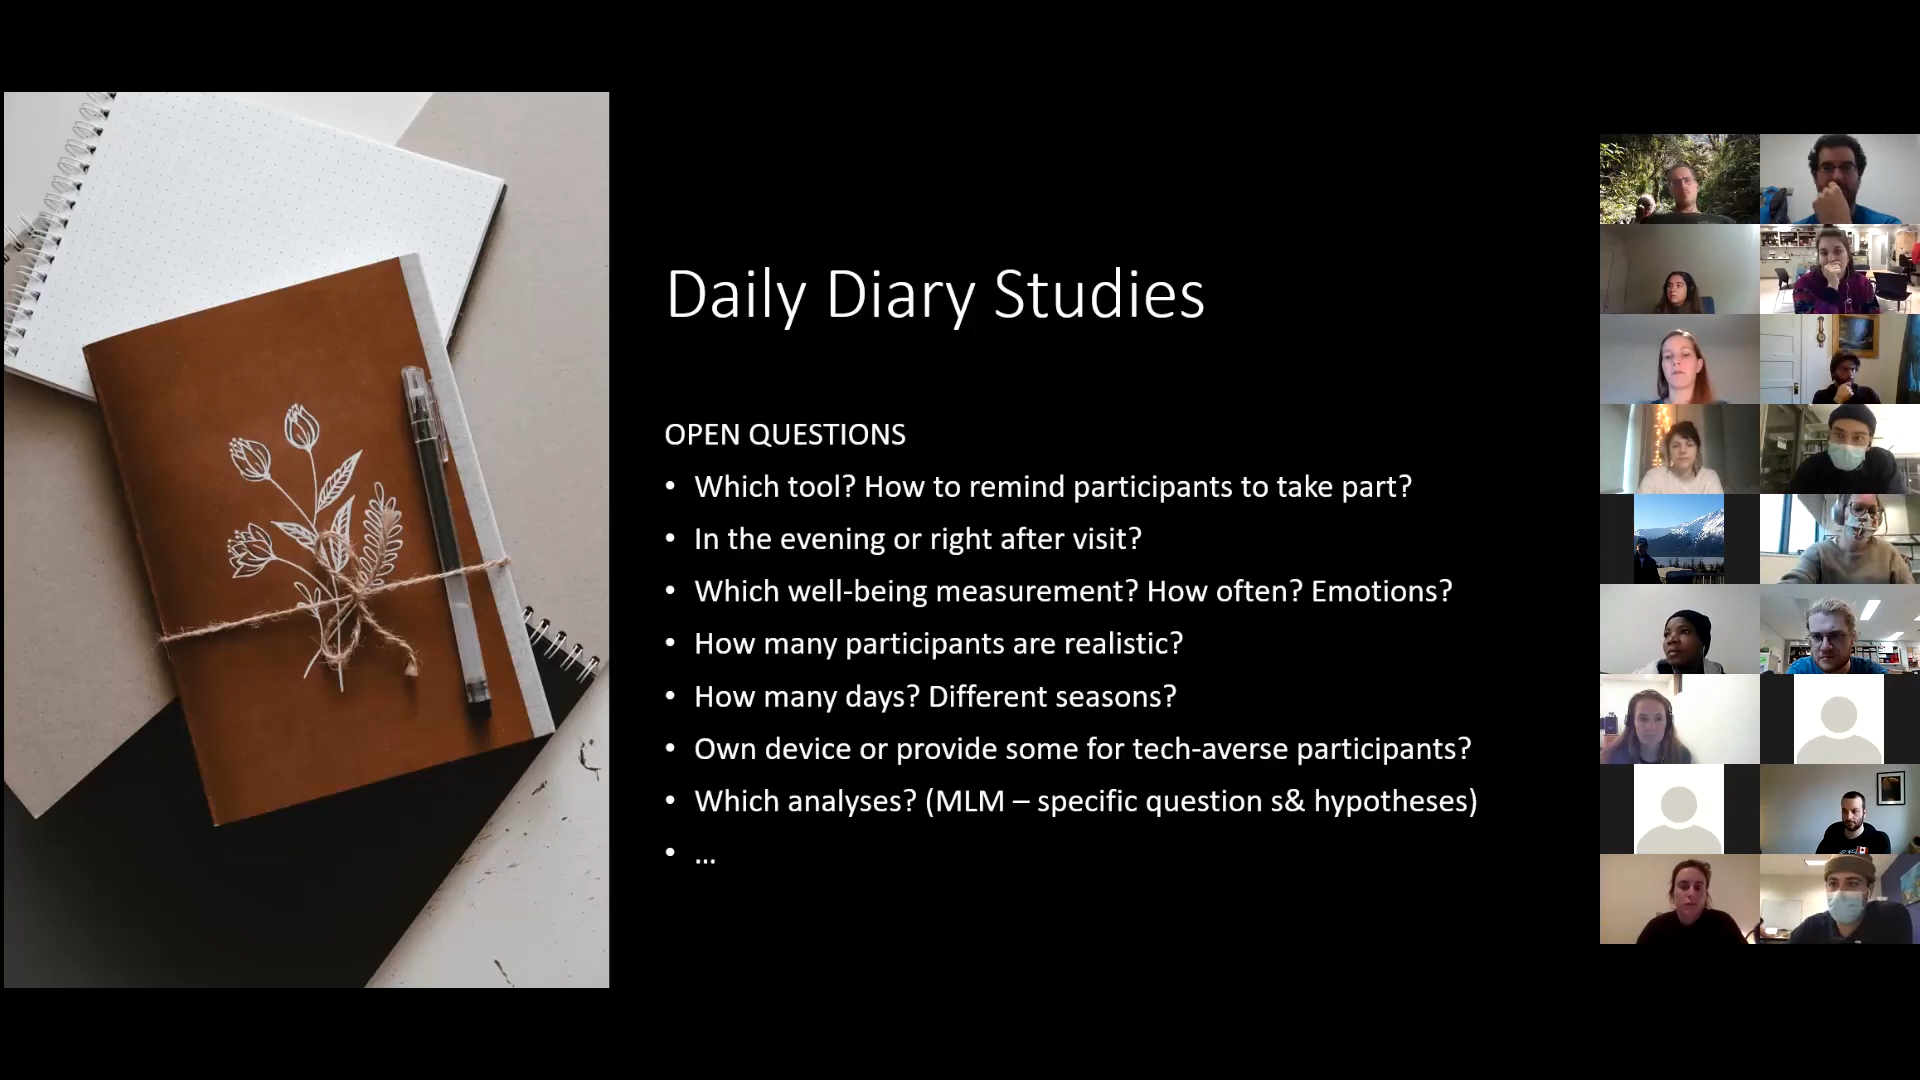 Daily Diary Studies
OPEN QUESTIONS
• Which tool? How to remind participants to take part?
• In the evening or right after visit?
• Which well-being measurement? How often? Emotions?
• How many participants are realistic?
• How many days? Different seasons?
• Own device or provide some for tech-averse participants?
• Which analyses? (MLM – specific question s& hypotheses)
• ...